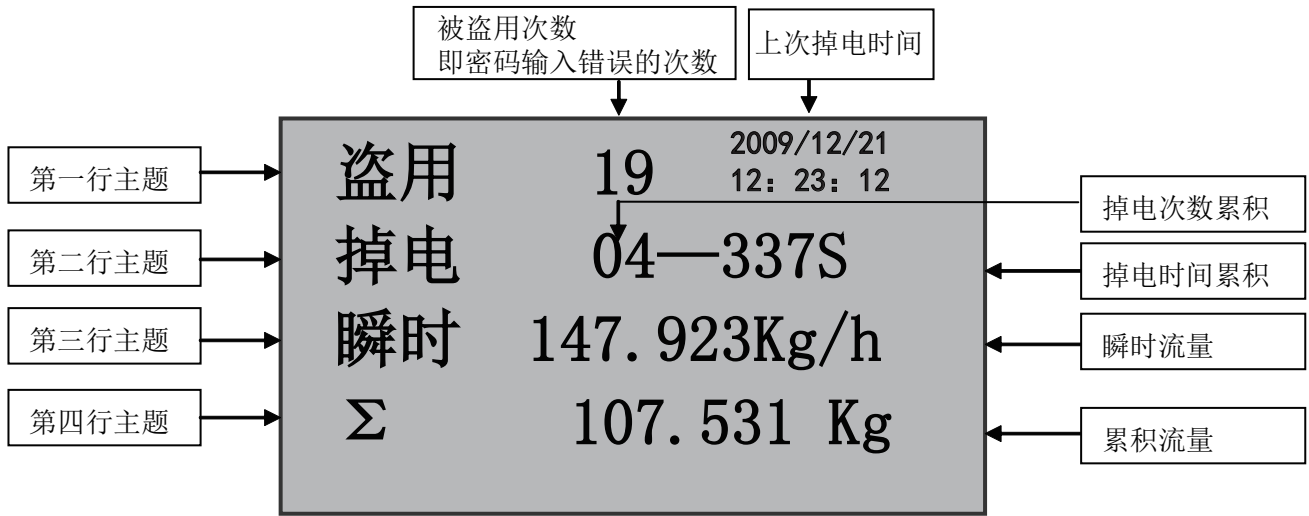 被盗用次数
即密码输入错误的次数
上次掉电时间
第一行主题
盗用 19 2009/12/21
12：23：12
掉电次数累积
第二行主题
掉电 04—337S
掉电时间累积
第三行主题
瞬时 147.923Kg/h
瞬时流量
第四行主题
Σ 107.531 Kg
累积流量